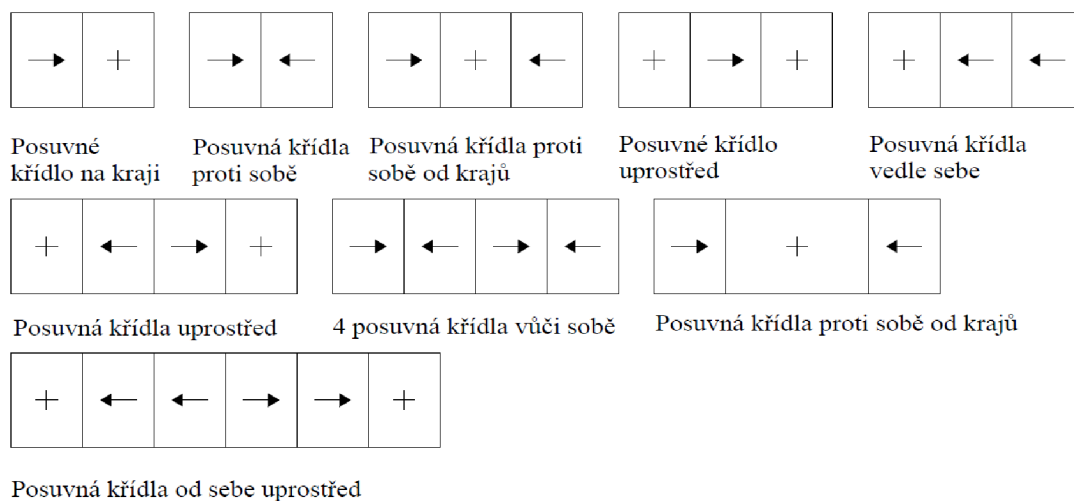 Posuvné
křídlo na kraji
Posuvná křídla
proti sobě
Posuvná křídla proti
sobě od krajů
Posuvné křídlo
uprostřed
Posuvná křídla
vedle sebe
Posuvná křídla uprostřed
4 posuvná křídla vůči sobě
Posuvná křídla proti sobě od krajů
Posuvná křídla od sebe uprostřed